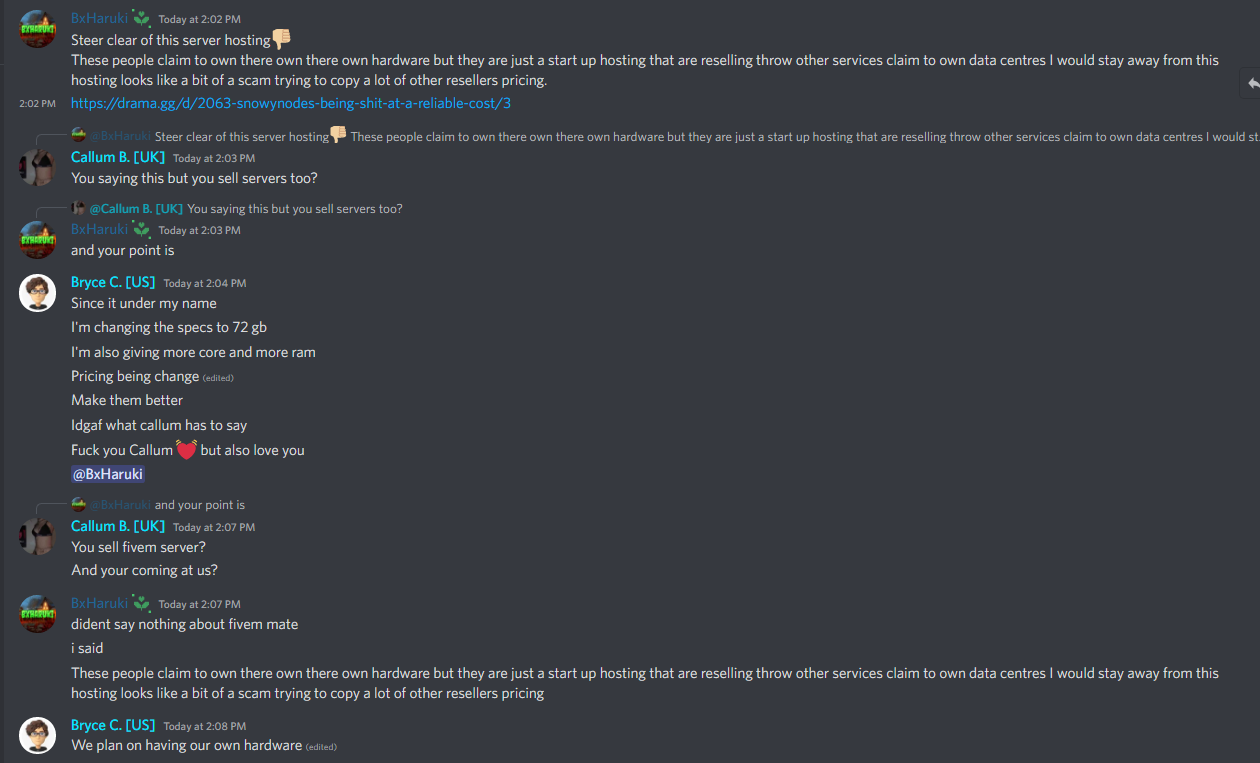 BxHaruki Today at 2:02 PM
Steer clear of this server hosting👎
These people claim to own there own there own hardware but they are just a start up hosting that are reselling throw other services claim to own data centres I would stay away from this
hosting looks like a bit of a scam trying to copy a lot of other resellers pricing.
2:02 PM https://drama.gg/d/2063-snowynodes-being-shit-at-a-reliable-cost/3
@BxHaruki Steer clear of this server hosting👎 These people claim to own there own there own hardware but they are just a start up hosting that are reselling throw other services claim to own data centres I would st
Callum B. [UK] Today at 2:03 PM
You saying this but you sell servers too?
@Callum B. [UK] You saying this but you sell servers too?
BxHaruki Today at 2:03 PM
and your point is
Bryce C. [US] Today at 2:04 PM
Since it under my name
I'm changing the specs to 72 gb
I'm also giving more core and more ram
Pricing being change (edited)
Make them better
Idgaf what callum has to say
Fuck you Callum 💓 but also love you
@BxHaruki
@BxHaruki and your point is
Callum B. [UK] Today at 2:07 PM
You sell fivem server?
And your coming at us?
BxHaruki Today at 2:07 PM
dident say nothing about fivem mate
i said
These people claim to own there own there own hardware but they are just a start up hosting that are reselling throw other services claim to own data centres I would stay away from this
hosting looks like a bit of a scam trying to copy a lot of other resellers pricing
Bryce C. [US] Today at 2:08 PM
We plan on having our own hardware (edited)